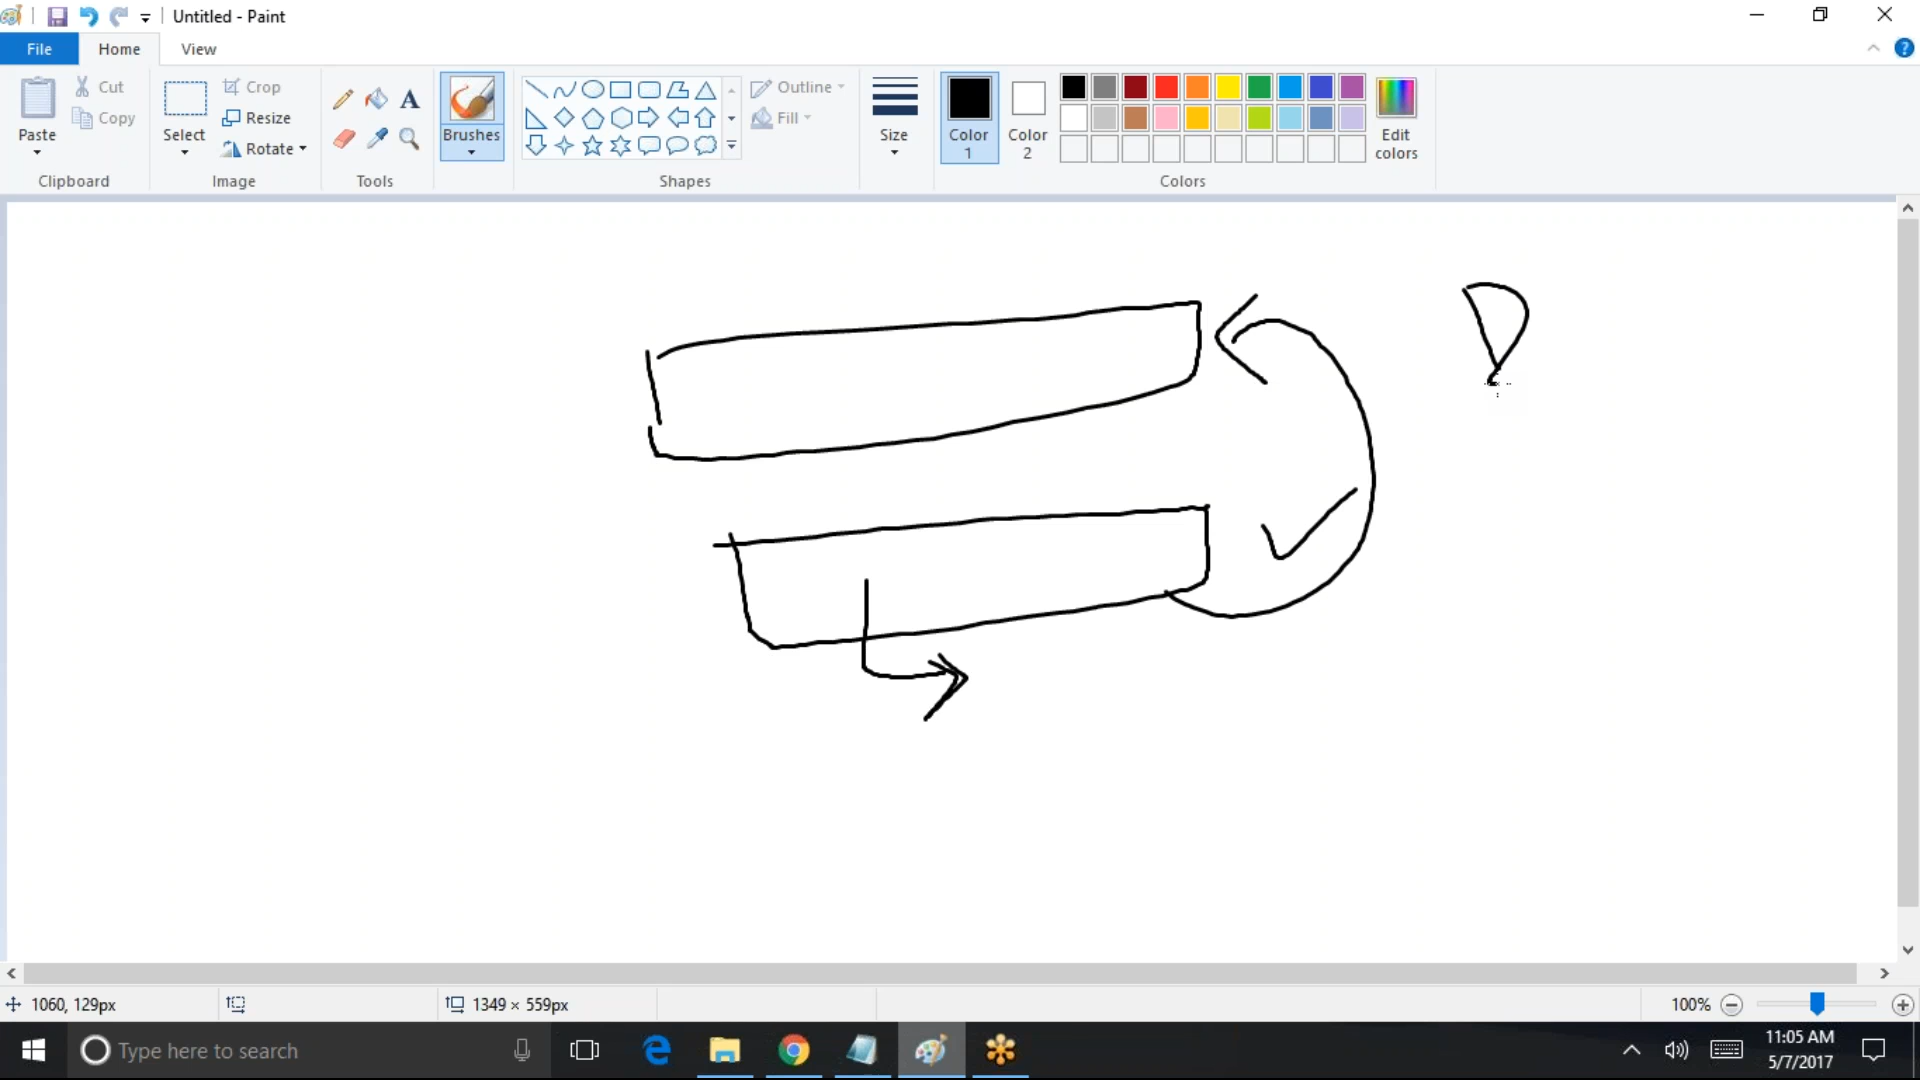 Untitled - Paint
File Home View
Paste
Cut
Copy
Clipboard
Select
Crop
Resize
Rotate
Image
A
Tools
Brushes
Shapes
Outline
Fill
Size
Color 1
Color 2
Edit colors
Colors
D
1060, 129px
1349 × 559px
100%
Type here to search
11:05 AM
5/7/2017